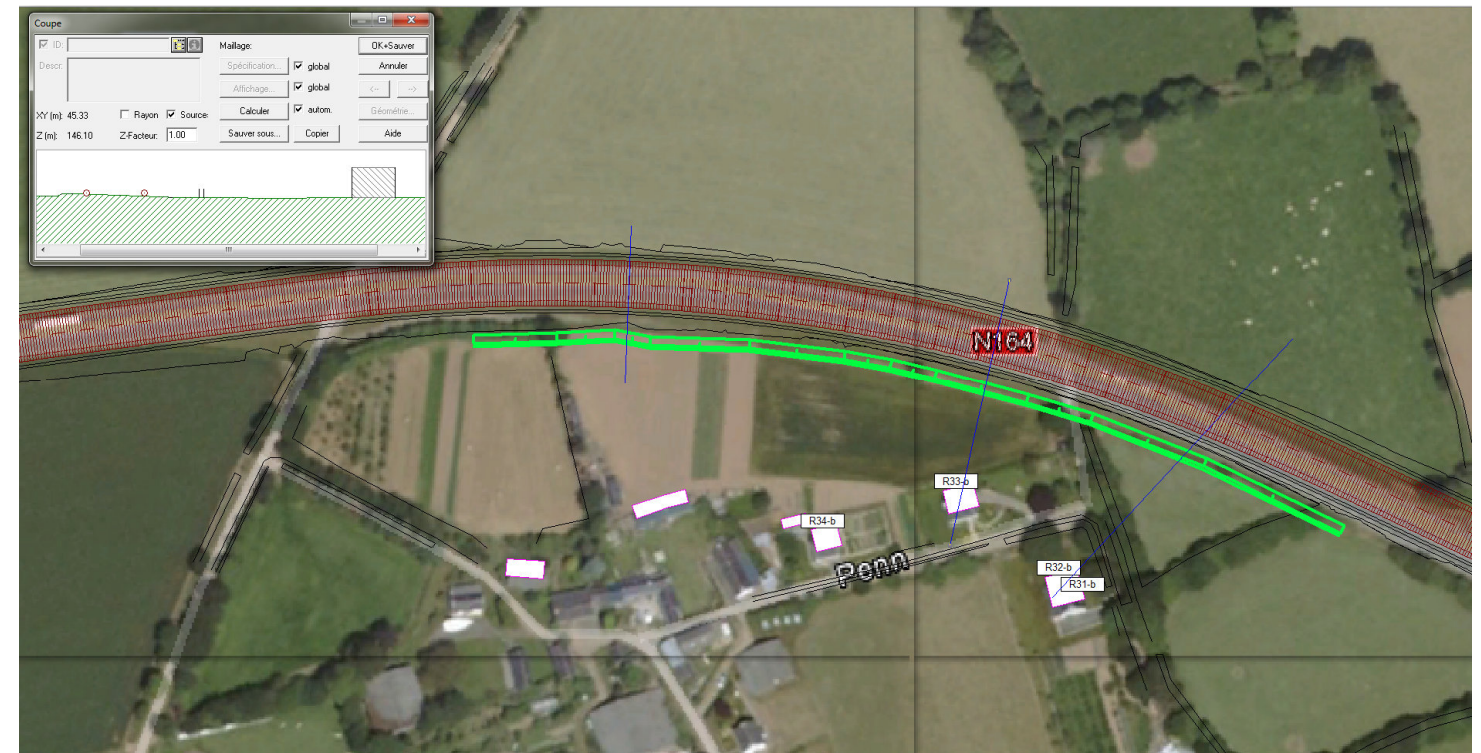 Coupe
ID:
Maillage:
OK+Sauver
Descr:
Spécification...
global
Annuler
Affichage...
global
<--
-->
XY (m): 45.33
Rayon
Source:
Calculer
autom.
Géométrie...
Z (m): 146.10
Z-Facteur:
1.00
Sauver sous...
Copier
Aide
N164
R33-b
R34-b
Penn
R32-b
R31-b